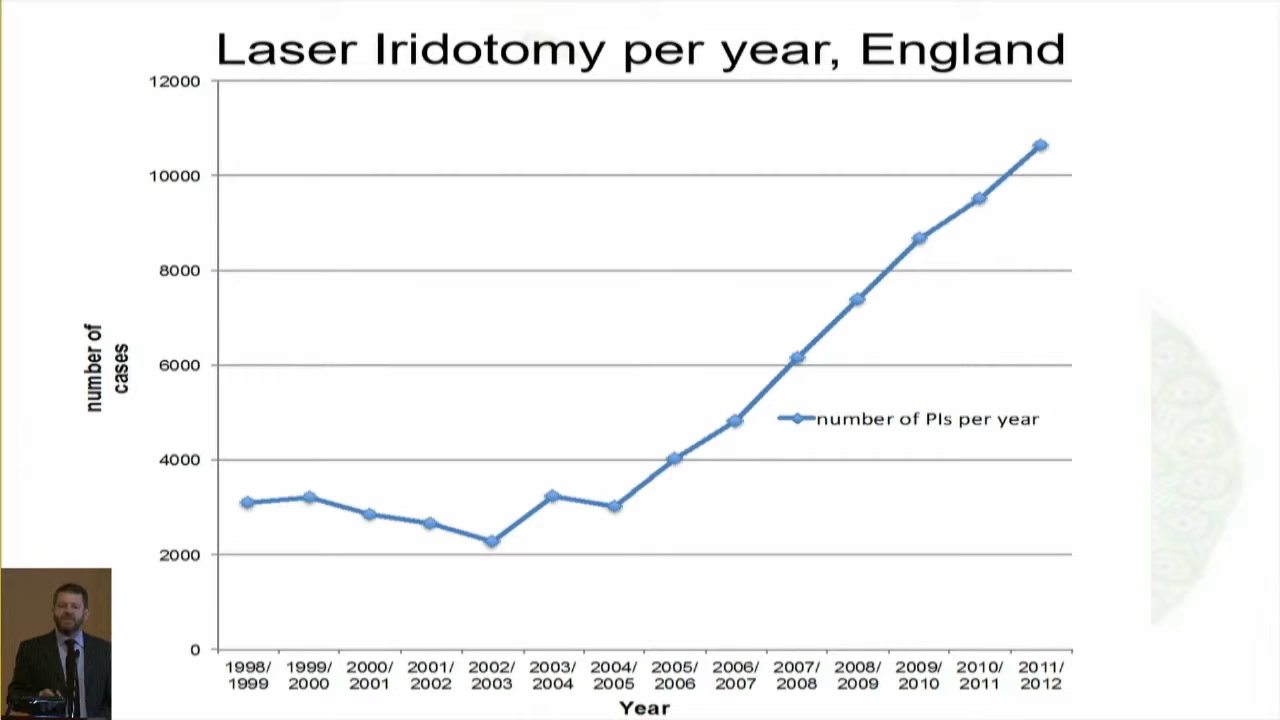 Laser Iridotomy per year, England
12000
10000
8000
6000
4000
2000
0
number of
cases
number of PIs per year
1998/ 1999/ 2000/ 2001/ 2002/ 2003/ 2004/ 2005/ 2006/ 2007/ 2008/ 2009/ 2010/ 2011/
1999 2000 2001 2002 2003 2004 2005 2006 2007 2008 2009 2010 2011 2012
Year